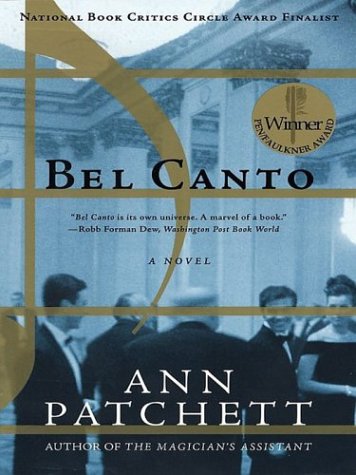 NATIONAL BOOK CRITICS CIRCLE AWARD FINALIST
Winner
PEN/FAULKNER AWARD
BEL CANTO
"Bel Canto is its own universe. A marvel of a book."
—Robb Forman Dew, Washington Post Book World
A NOVEL
ANN
PATCHETT
AUTHOR OF THE MAGICIAN'S ASSISTANT